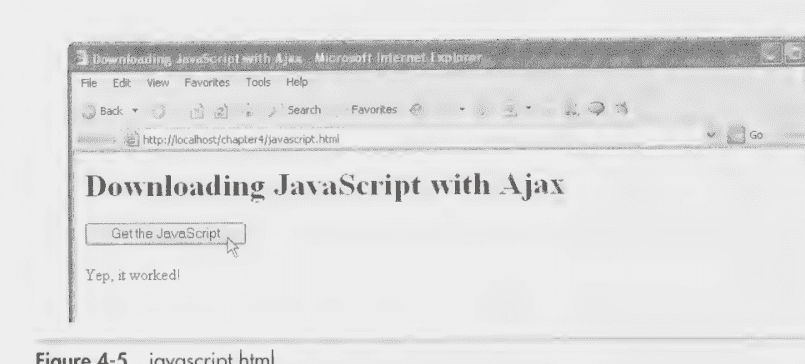 Downloading JavaScript with Ajax - Microsoft Internet Explorer
File Edit View Favorites Tools Help
Back Search Favorites
http://localhost/chapter4/javascript.html Go
Downloading JavaScript with Ajax
Get the JavaScript
Yep, it worked!
Figure 4-5 javascript.html